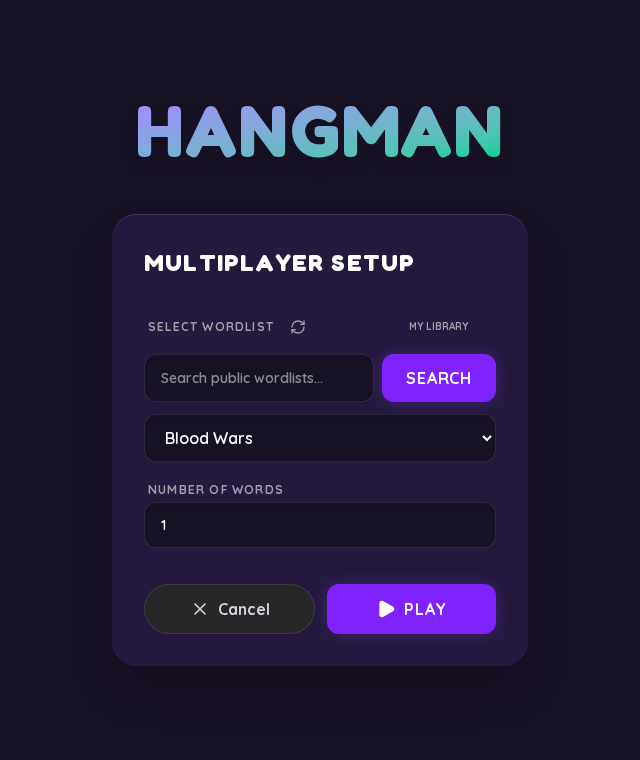 HANGMAN
MULTIPLAYER SETUP
SELECT WORDLIST
MY LIBRARY
Search public wordlists...
SEARCH
Blood Wars
NUMBER OF WORDS
1
Cancel
PLAY